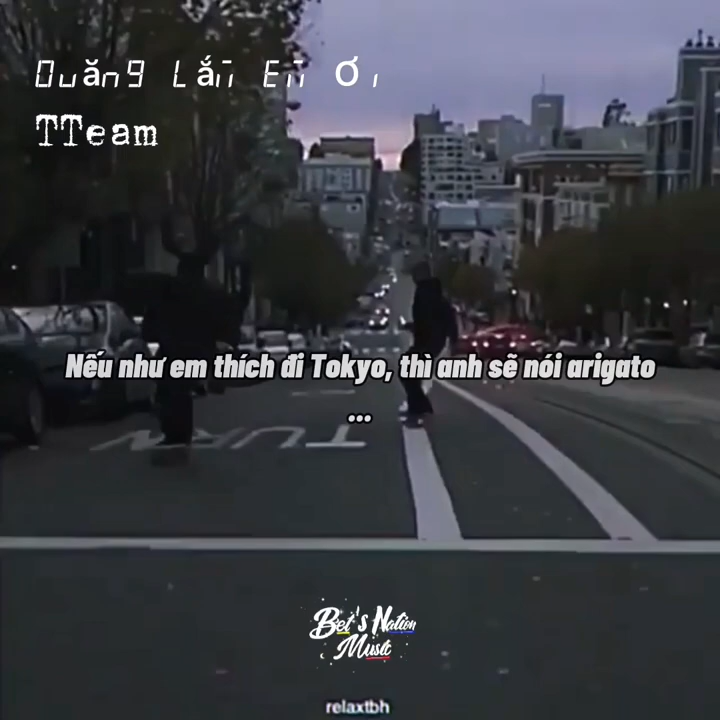 Quăng Lắm Em Ơi
TTeam
Nếu như em thích đi Tokyo, thì anh sẽ nói arigato
...
TURN
Bet's Nation
Music
relaxtbh